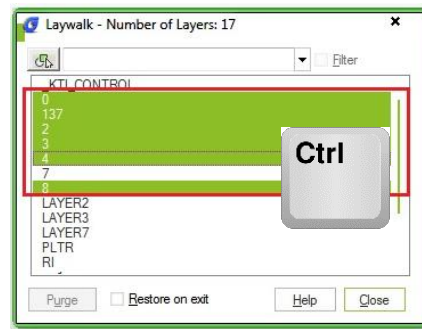 Laywalk - Number of Layers: 17
Filter
_KTI_CONTROL
0
137
2
3
4
7
8
LAYER2
LAYER3
LAYER7
PLTR
RI
Ctrl
Purge
Restore on exit
Help
Close